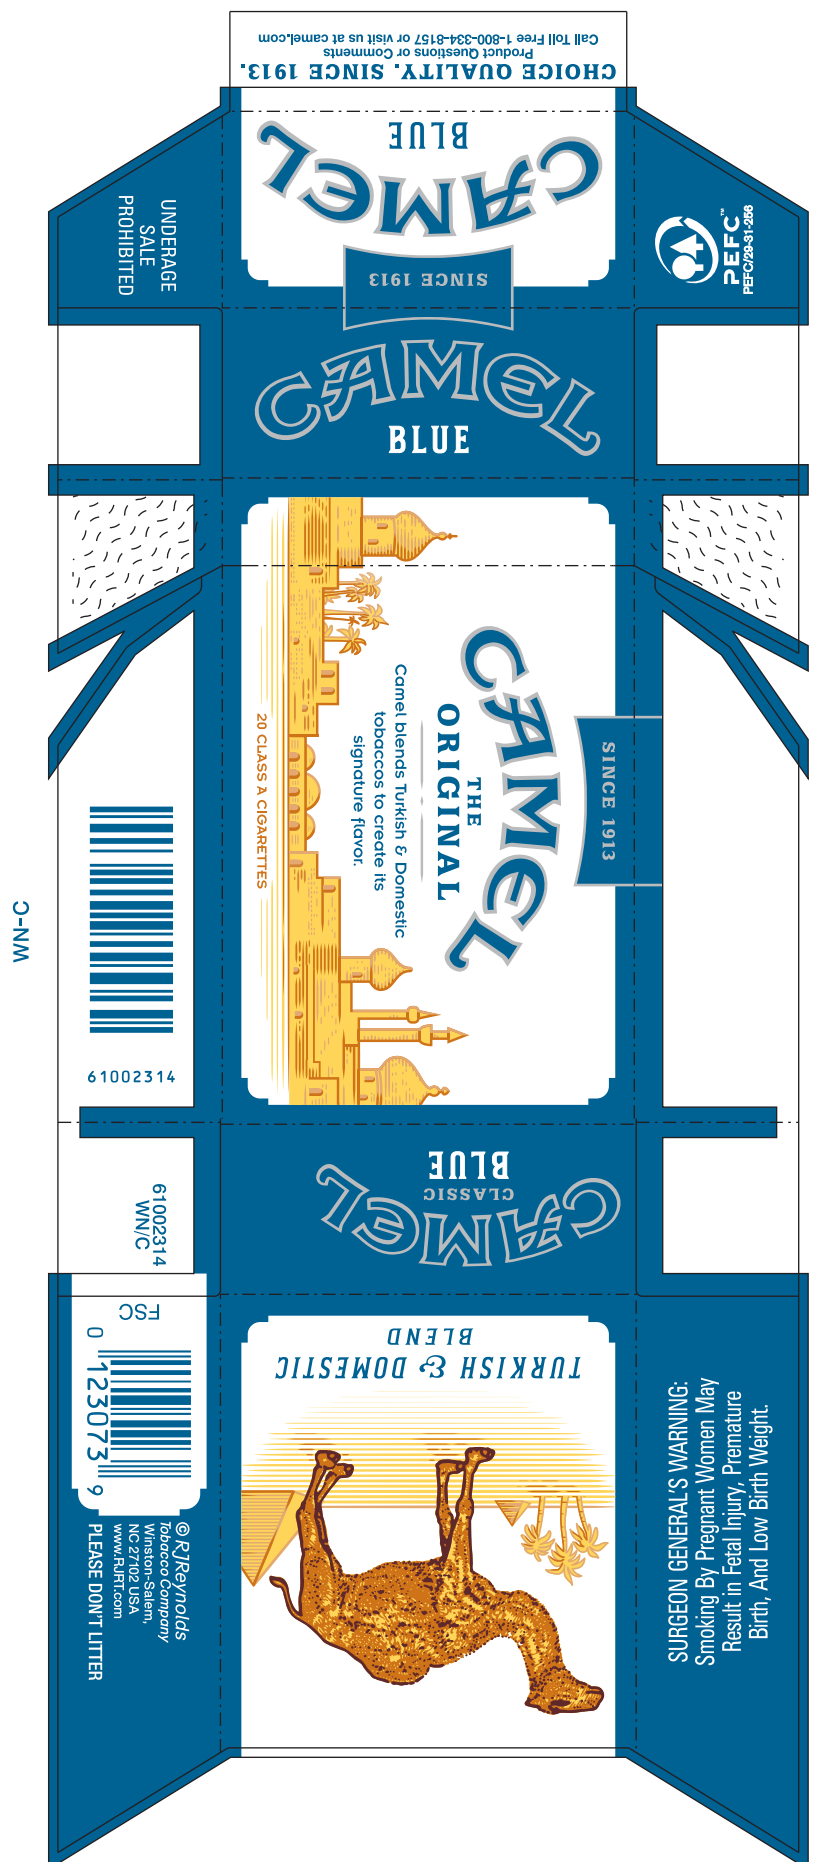 CHOICE QUALITY. SINCE 1913.
Product Questions or Comments
Call Toll Free 1-800-334-8157 or visit us at camel.com
CAMEL
BLUE
SINCE 1913
UNDERAGE
SALE
PROHIBITED
PEFC™
PEFC/29-31-256
CAMEL
BLUE
SINCE 1913
CAMEL
THE
ORIGINAL
Camel blends Turkish & Domestic
tobaccos to create its
signature flavor.
20 CLASS A CIGARETTES
61002314
WN-C
CAMEL
CLASSIC
BLUE
61002314
WN/C
FSC
0 123073 9
©RJReynolds
Tobacco Company
Winston-Salem,
NC 27102 USA
www.RJRT.com
PLEASE DON'T LITTER
TURKISH & DOMESTIC
BLEND
SURGEON GENERAL'S WARNING:
Smoking By Pregnant Women May
Result in Fetal Injury, Premature
Birth, And Low Birth Weight.